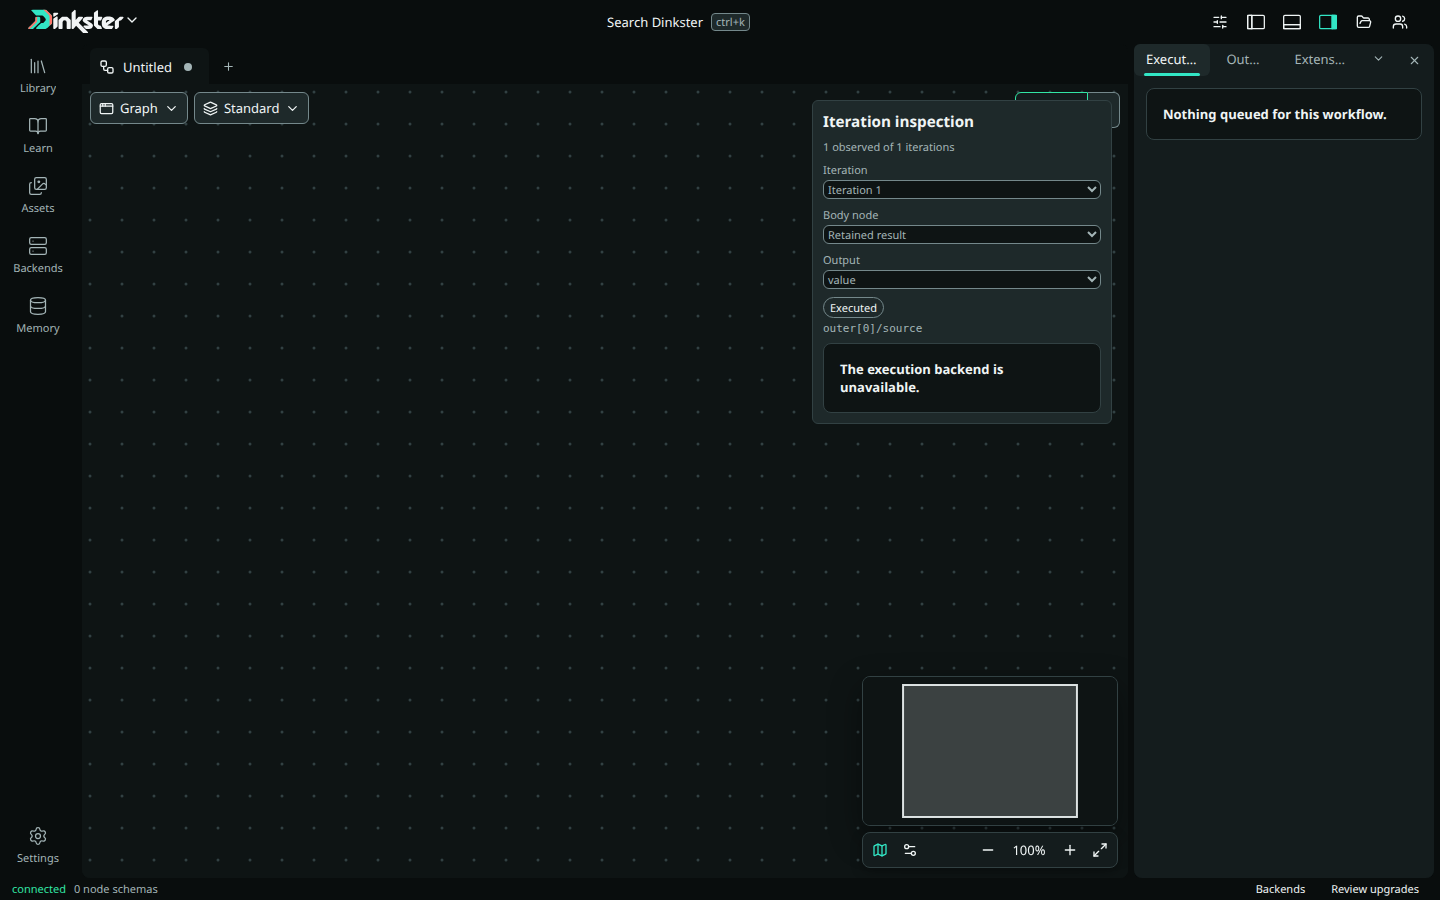 Dinkster
Search Dinkster ctrl+k
Library
Learn
Assets
Backends
Memory
Settings
Untitled
Graph
Standard
Iteration inspection
1 observed of 1 iterations
Iteration
Iteration 1
Body node
Retained result
Output
value
Executed
outer[0]/source
The execution backend is
unavailable.
Execut...
Out...
Extens...
Nothing queued for this workflow.
100%
connected
0 node schemas
Backends
Review upgrades